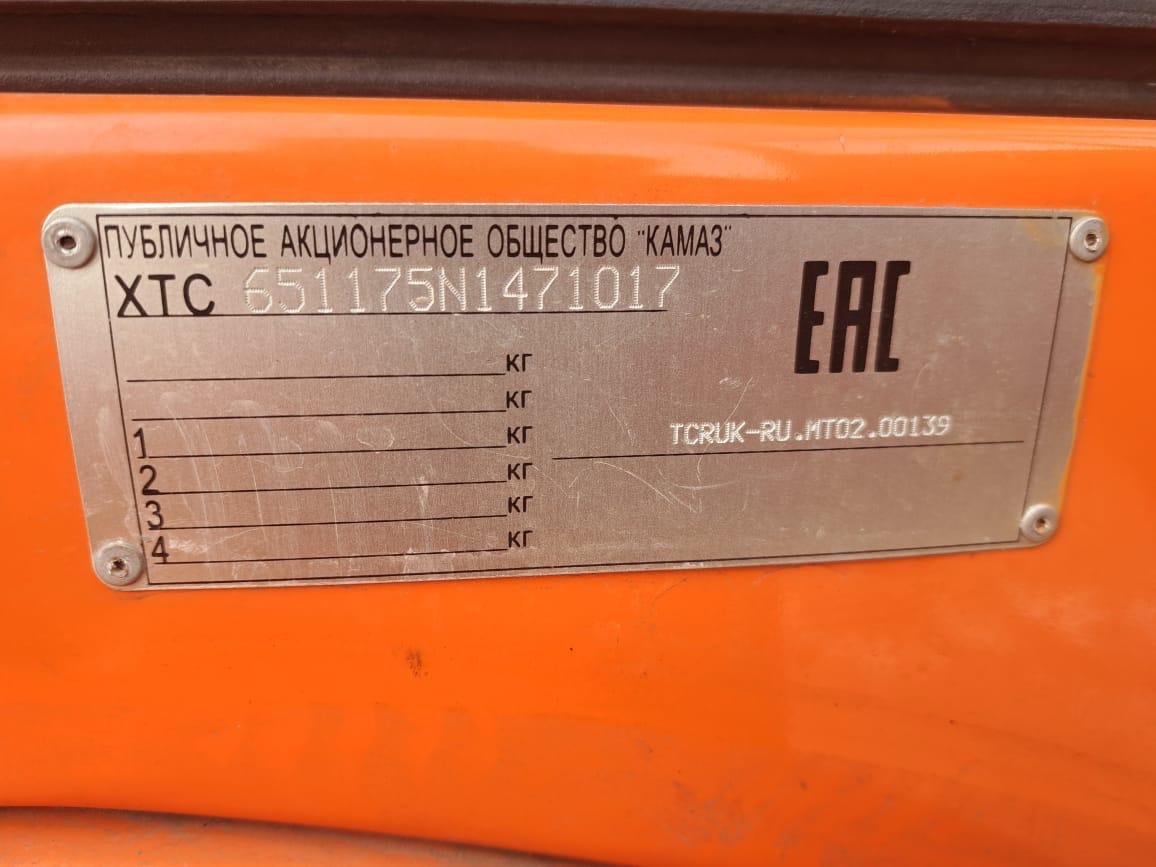 ПУБЛИЧНОЕ АКЦИОНЕРНОЕ ОБЩЕСТВО "КАМАЗ"
XTC 651175N1471017
EAC
кг
кг
1 кг
TCRUK-RU.MT02.00139
2 кг
3 кг
4 кг